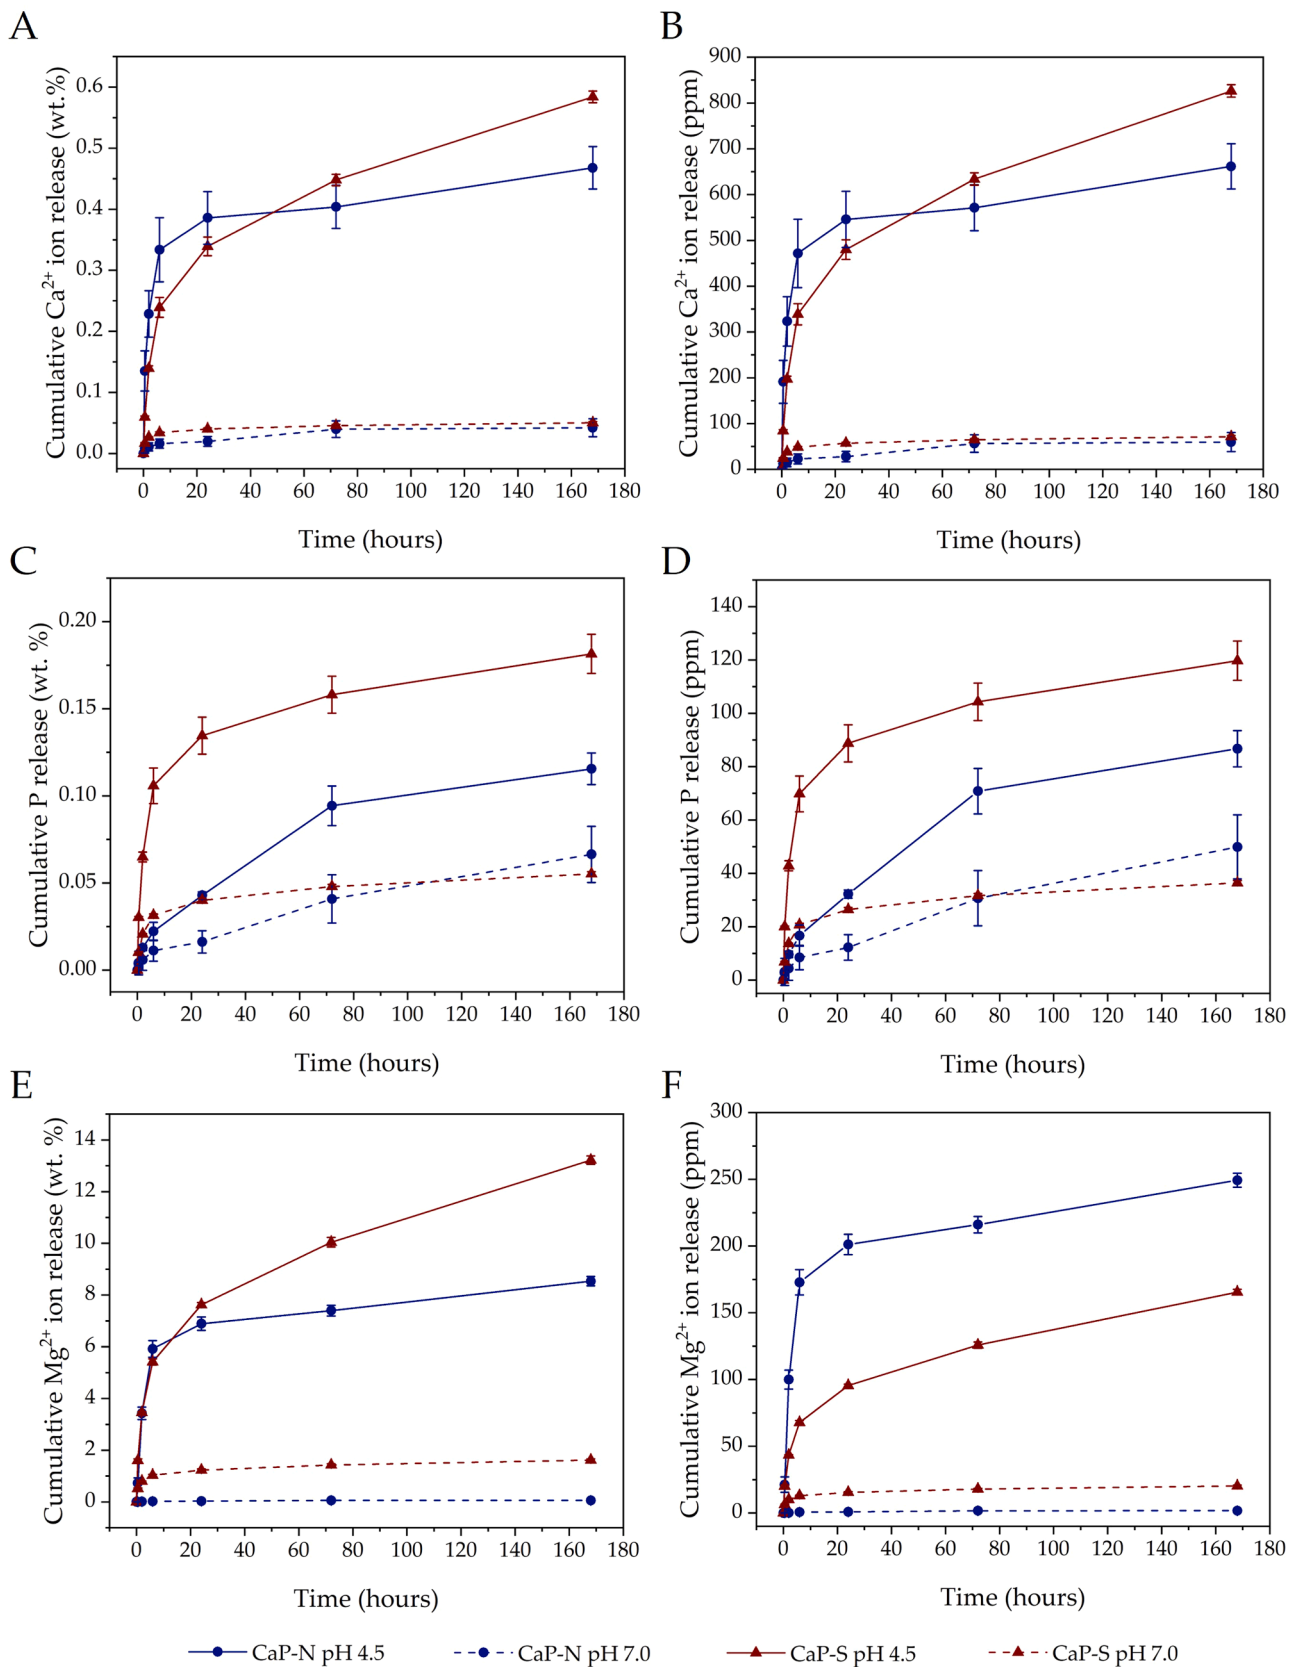 A
Cumulative Ca²⁺ ion release (wt.%)
0.6
0.5
0.4
0.3
0.2
0.1
0.0
0 20 40 60 80 100 120 140 160 180
Time (hours)
B
Cumulative Ca²⁺ ion release (ppm)
900
800
700
600
500
400
300
200
100
0
0 20 40 60 80 100 120 140 160 180
Time (hours)
C
Cumulative P release (wt. %)
0.20
0.15
0.10
0.05
0.00
0 20 40 60 80 100 120 140 160 180
Time (hours)
D
Cumulative P release (ppm)
140
120
100
80
60
40
20
0
0 20 40 60 80 100 120 140 160 180
Time (hours)
E
Cumulative Mg²⁺ ion release (wt. %)
14
12
10
8
6
4
2
0
0 20 40 60 80 100 120 140 160 180
Time (hours)
F
Cumulative Mg²⁺ ion release (ppm)
300
250
200
150
100
50
0
0 20 40 60 80 100 120 140 160 180
Time (hours)
CaP-N pH 4.5 CaP-N pH 7.0 CaP-S pH 4.5 CaP-S pH 7.0